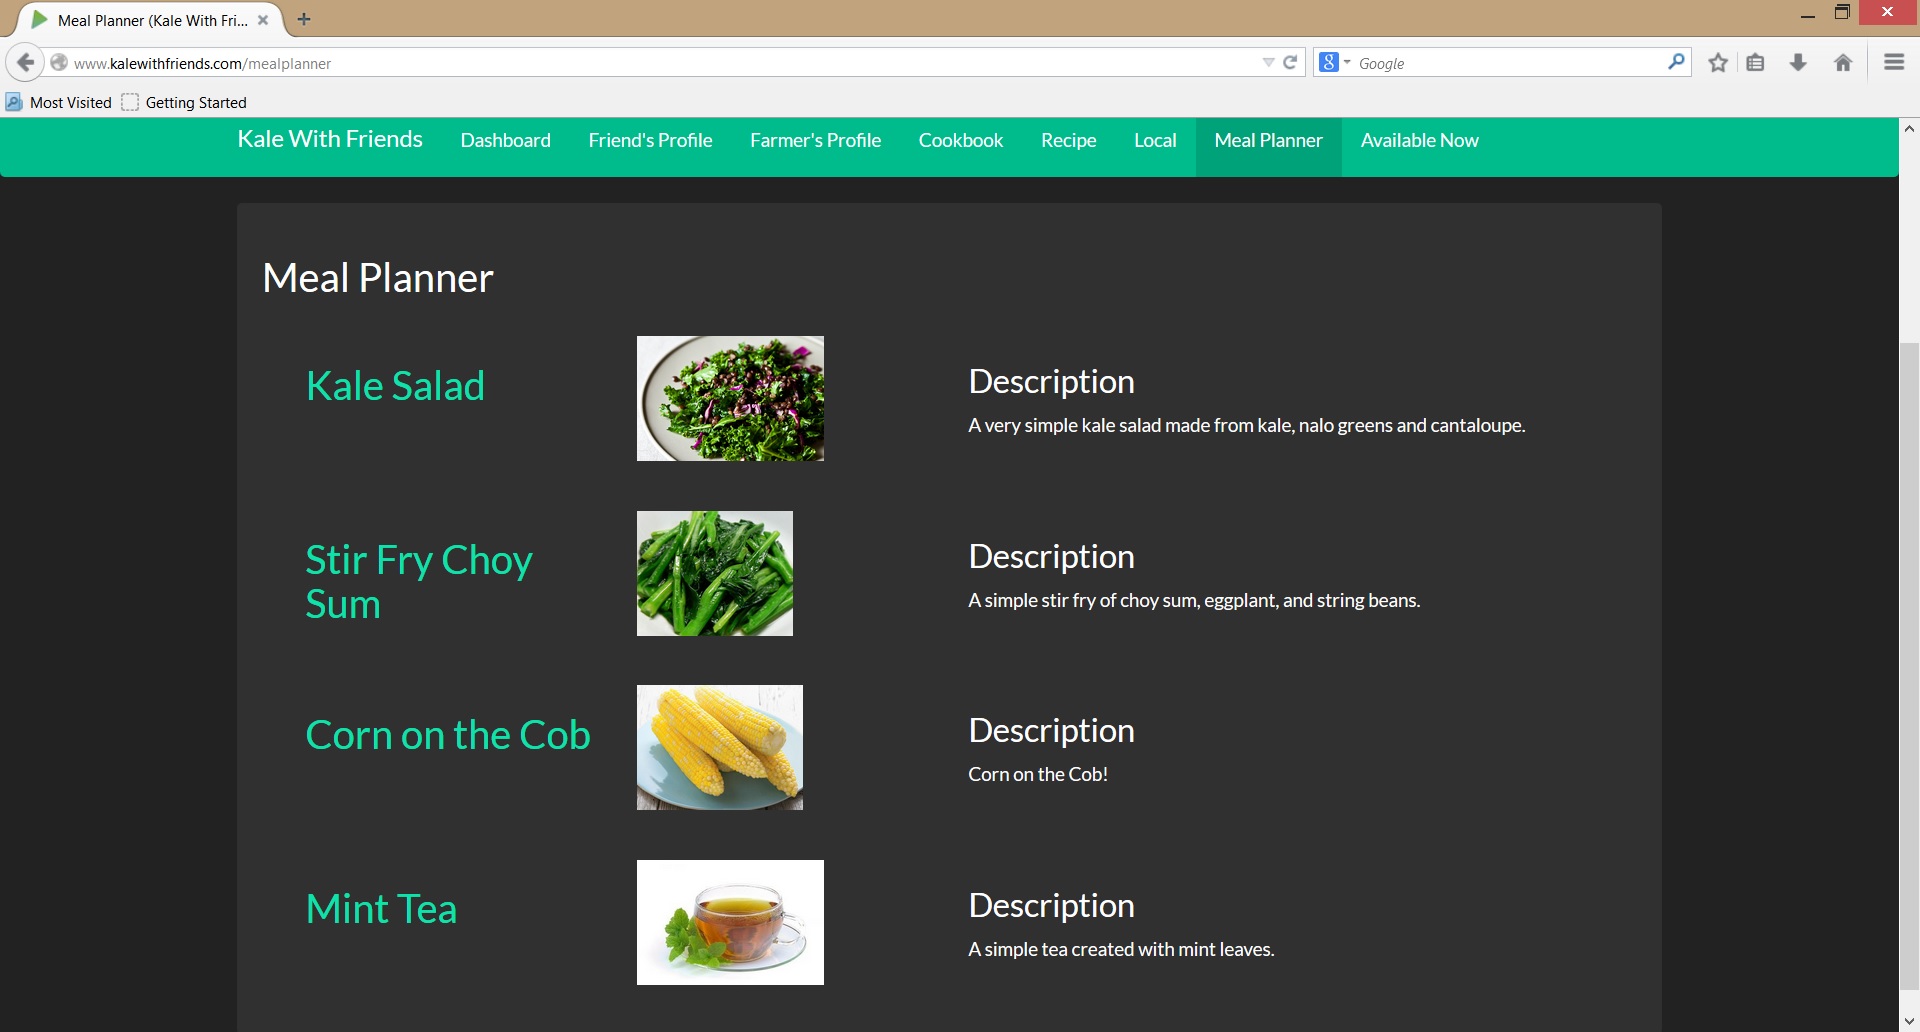 Meal Planner (Kale With Fri...
www.kalewithfriends.com/mealplanner
Google
Most Visited Getting Started
Kale With Friends Dashboard Friend's Profile Farmer's Profile Cookbook Recipe Local Meal Planner Available Now
Meal Planner
Kale Salad
Description
A very simple kale salad made from kale, nalo greens and cantaloupe.
Stir Fry Choy
Sum
Description
A simple stir fry of choy sum, eggplant, and string beans.
Corn on the Cob
Description
Corn on the Cob!
Mint Tea
Description
A simple tea created with mint leaves.